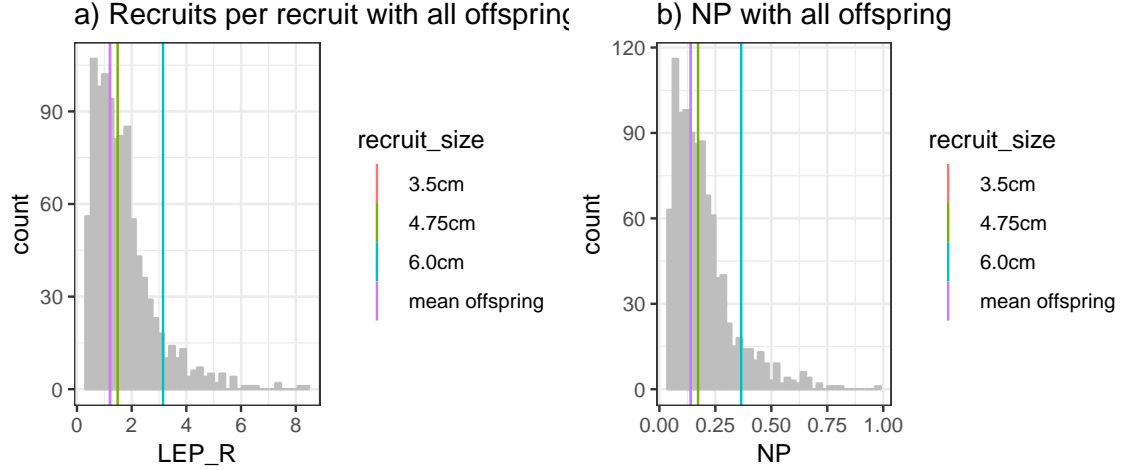 a) Recruits per recruit with all offspring
90
60
30
0
count
0 2 4 6 8
LEP_R
recruit_size
3.5cm
4.75cm
6.0cm
mean offspring
b) NP with all offspring
120
90
60
30
0
count
0.00 0.25 0.50 0.75 1.00
NP
recruit_size
3.5cm
4.75cm
6.0cm
mean offspring